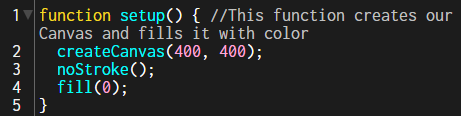 1 function setup() { //This function creates our
Canvas and fills it with color
2 createCanvas(400, 400);
3 noStroke();
4 fill(0);
5 }